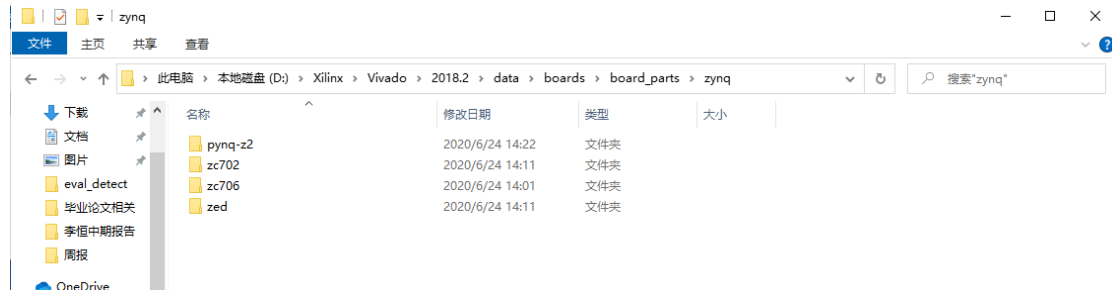 zynq
文件 主页 共享 查看
此电脑 > 本地磁盘 (D:) > Xilinx > Vivado > 2018.2 > data > boards > board_parts > zynq 搜索"zynq"
下载 名称 修改日期 类型 大小
文档
图片 pynq-z2 2020/6/24 14:22 文件夹
eval_detect zc702 2020/6/24 14:11 文件夹
毕业论文相关 zc706 2020/6/24 14:01 文件夹
李恒中期报告 zed 2020/6/24 14:11 文件夹
周报
OneDrive